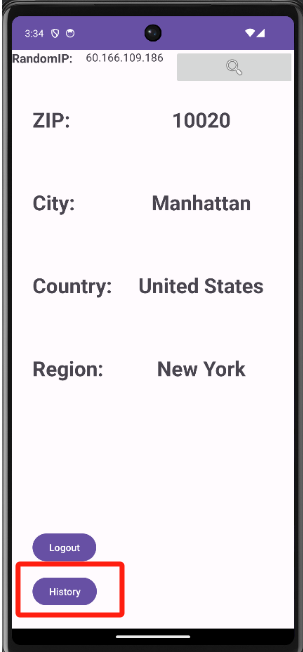 3:34
RandomIP: 60.166.109.186
ZIP: 10020
City: Manhattan
Country: United States
Region: New York
Logout
History